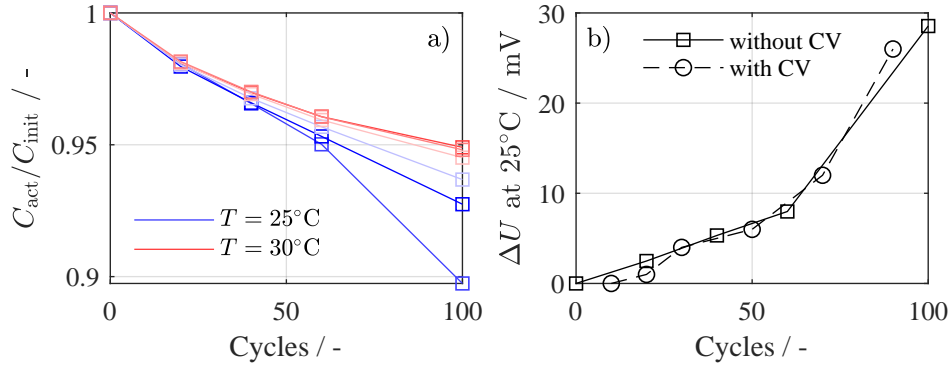 a)
C_act/C_init / -
1
0.95
0.9
T = 25°C
T = 30°C
0
50
100
Cycles / -
b)
ΔU at 25°C / mV
30
20
10
0
without CV
with CV
0
50
100
Cycles / -